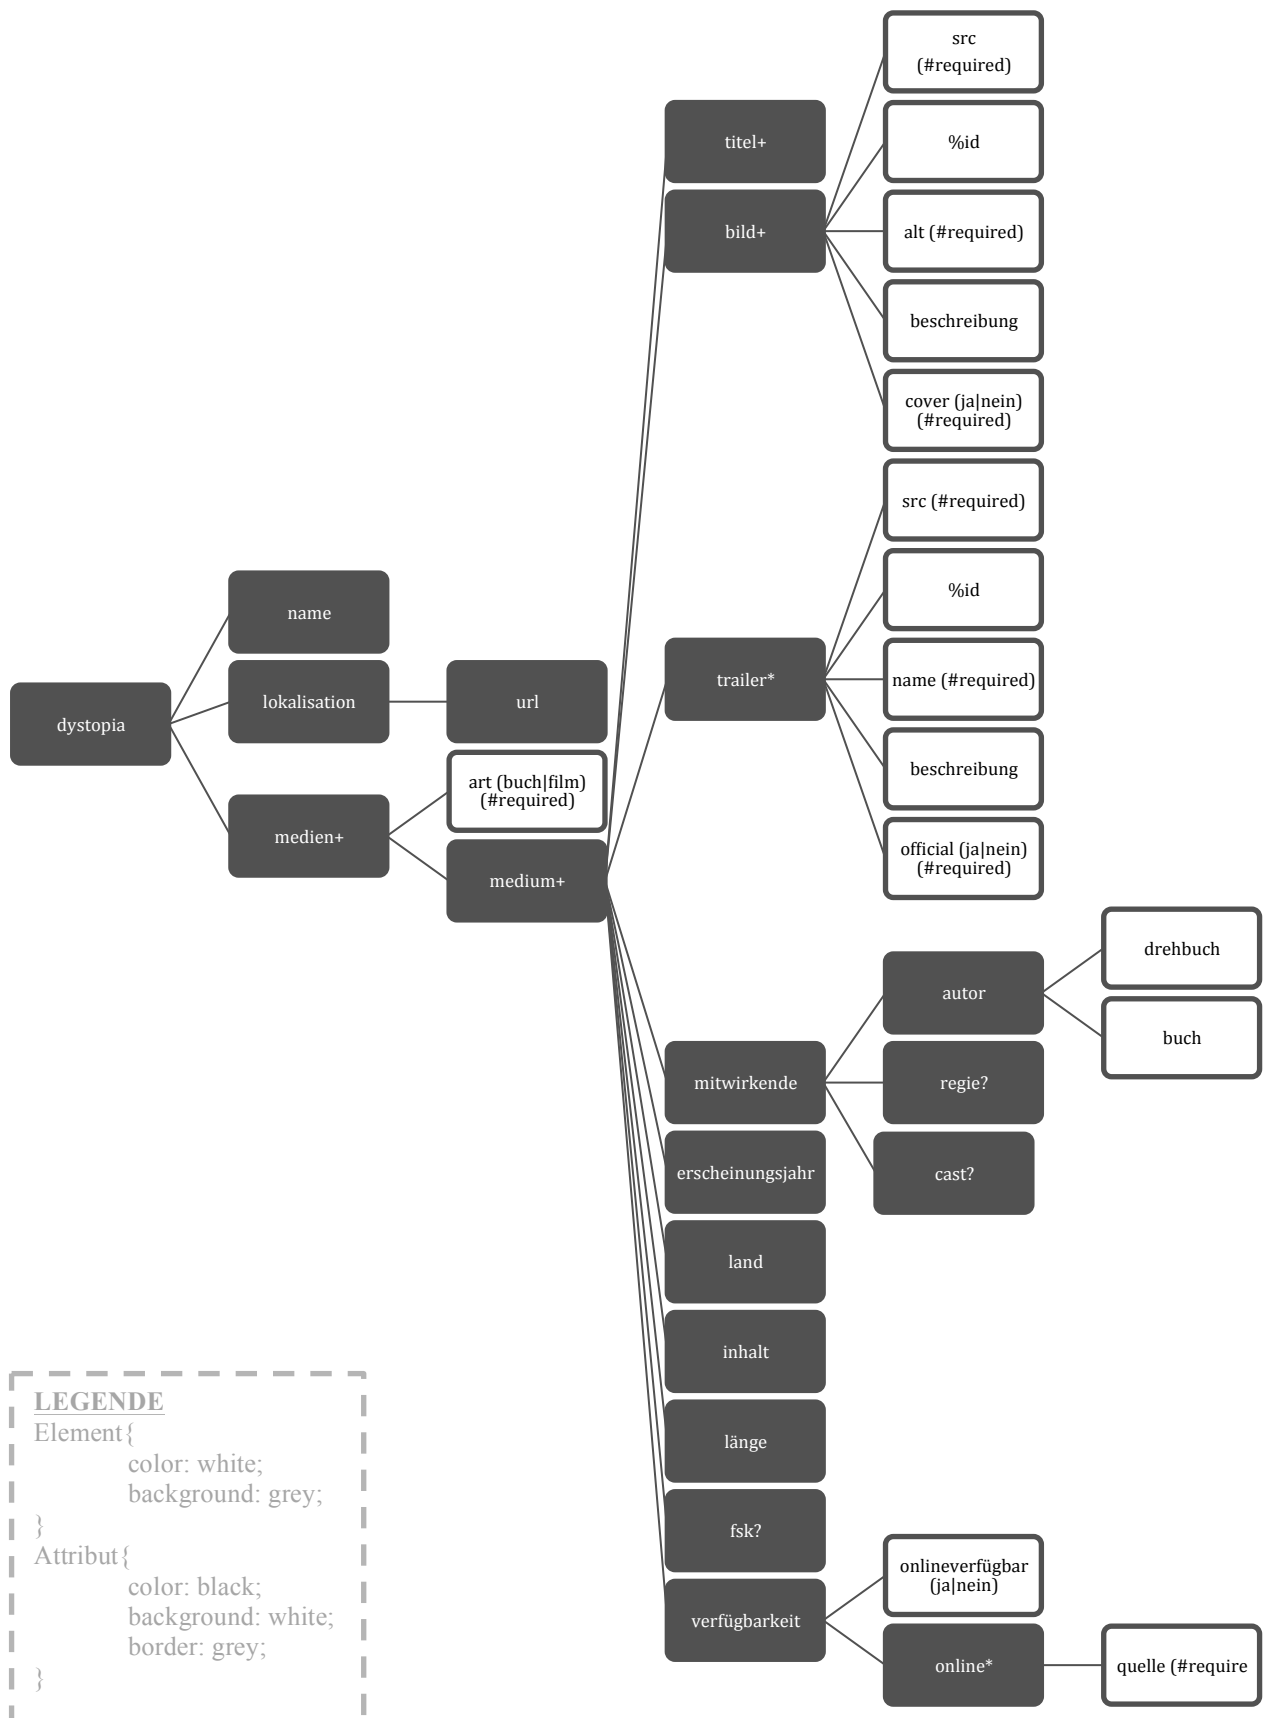 dystopia
name
lokalisation
url
medien+
art (buch|film)
(#required)
medium+
titel+
bild+
src
(#required)
%id
alt (#required)
beschreibung
cover (ja|nein)
(#required)
trailer*
src (#required)
%id
name (#required)
beschreibung
official (ja|nein)
(#required)
mitwirkende
autor
drehbuch
buch
regie?
cast?
erscheinungsjahr
land
inhalt
länge
fsk?
verfügbarkeit
onlineverfügbar
(ja|nein)
online*
quelle (#require
LEGENDE
Element{
color: white;
background: grey;
}
Attribut{
color: black;
background: white;
border: grey;
}